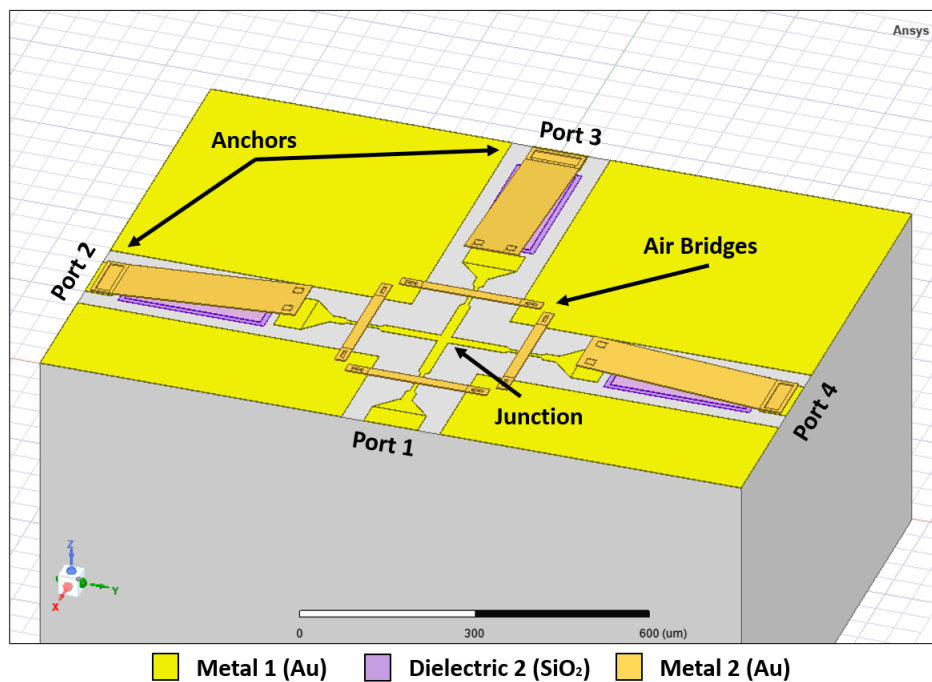 Ansys
Port 3
Anchors
Air Bridges
Port 2
Junction
Port 4
Port 1
Z
Y
X
0
300
600 (um)
Metal 1 (Au)
Dielectric 2 (SiO₂)
Metal 2 (Au)